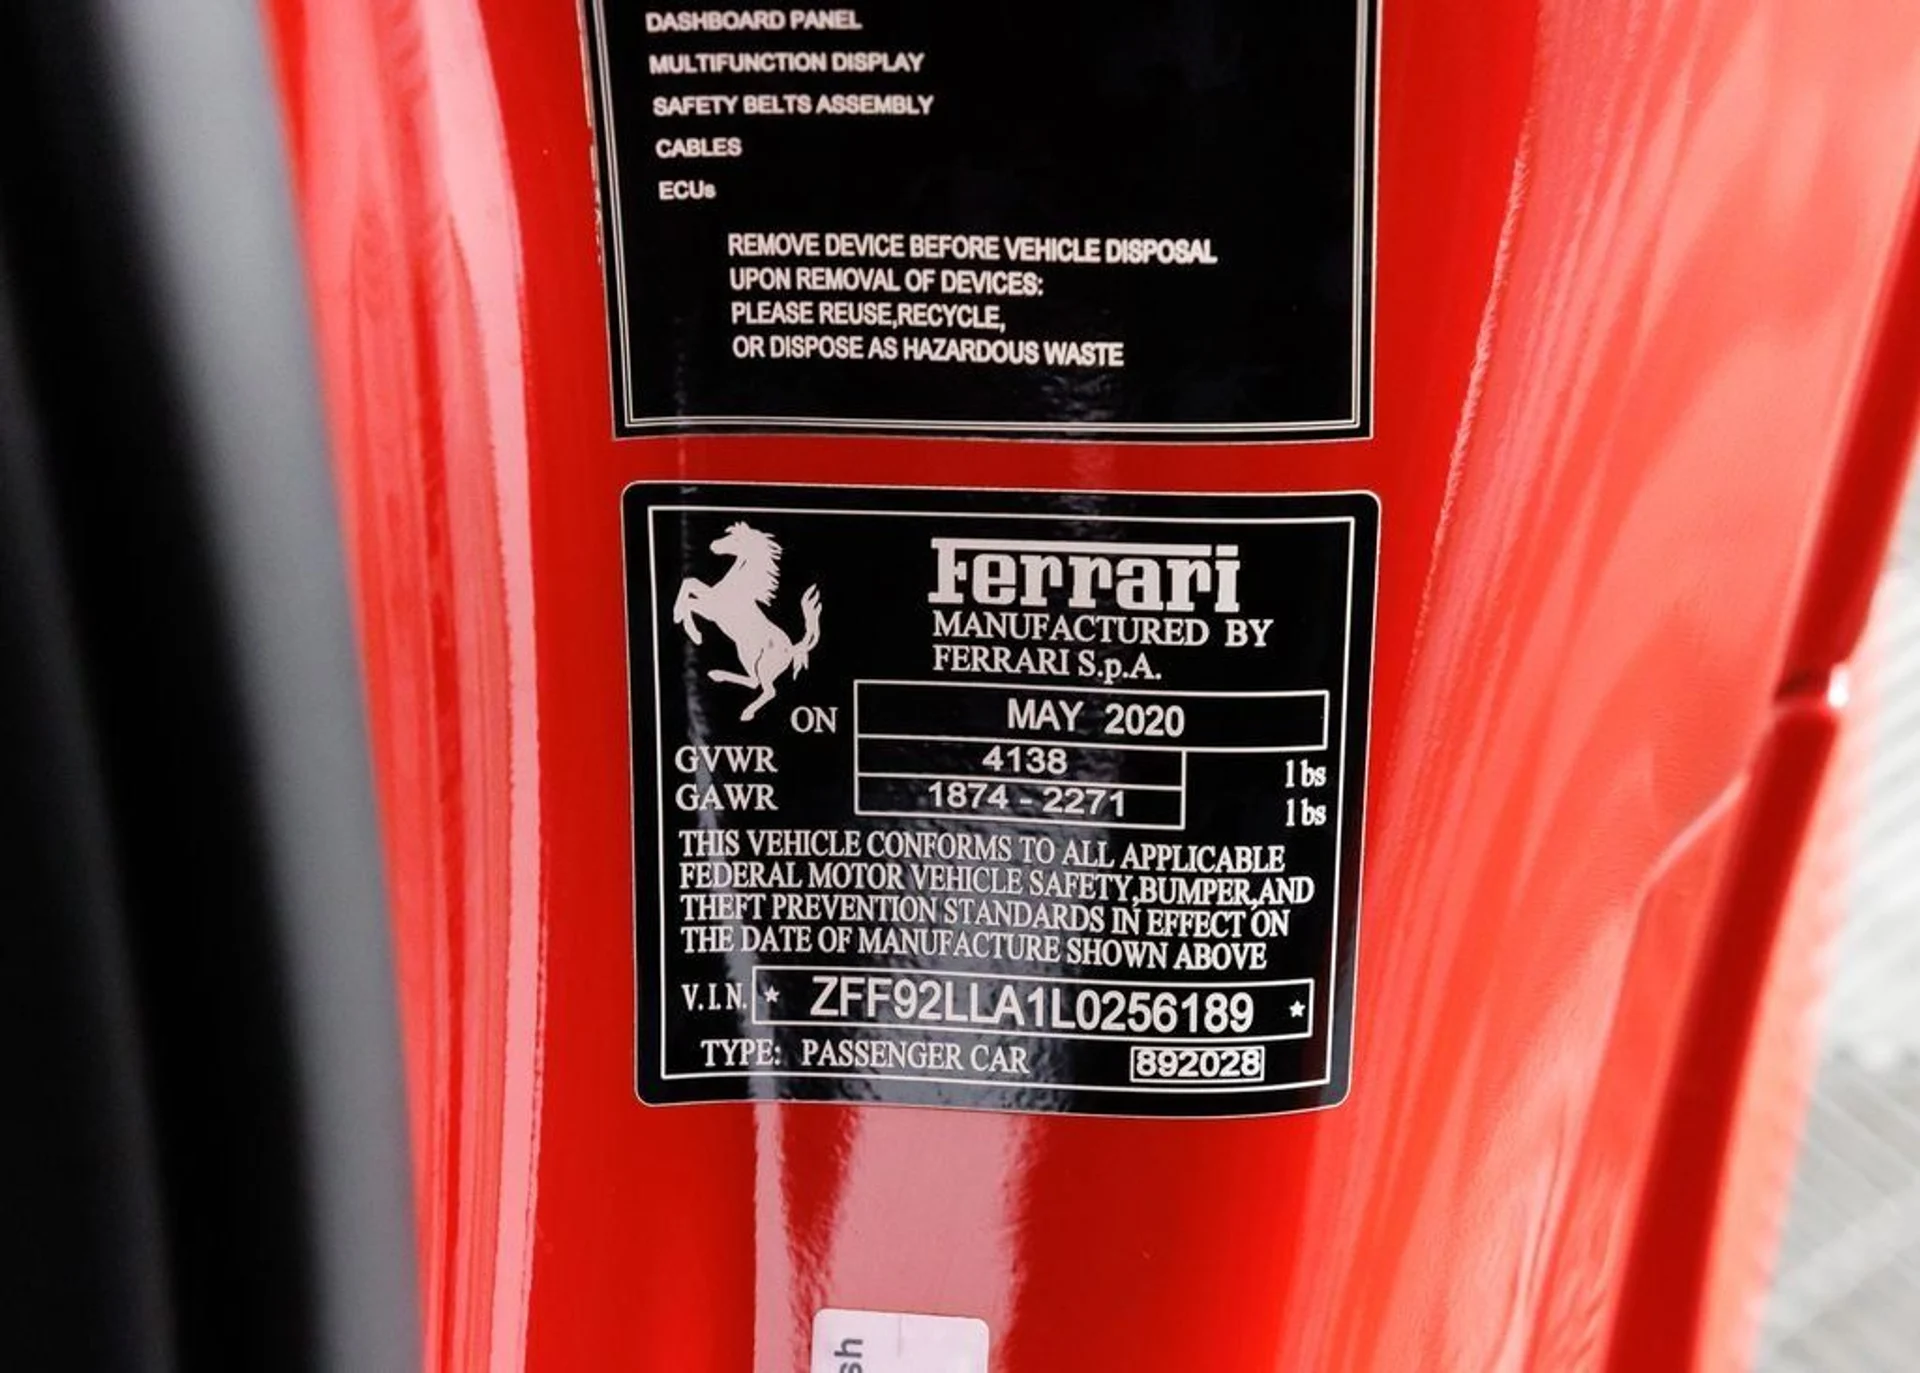 DASHBOARD PANEL
MULTIFUNCTION DISPLAY
SAFETY BELTS ASSEMBLY
CABLES
ECUs
REMOVE DEVICE BEFORE VEHICLE DISPOSAL
UPON REMOVAL OF DEVICES:
PLEASE REUSE,RECYCLE,
OR DISPOSE AS HAZARDOUS WASTE
Ferrari
MANUFACTURED BY
FERRARI S.p.A.
ON MAY 2020
GVWR 4138 lbs
GAWR 1874 - 2271 lbs
THIS VEHICLE CONFORMS TO ALL APPLICABLE
FEDERAL MOTOR VEHICLE SAFETY,BUMPER,AND
THEFT PREVENTION STANDARDS IN EFFECT ON
THE DATE OF MANUFACTURE SHOWN ABOVE
V.I.N. * ZFF92LLA1L0256189 *
TYPE: PASSENGER CAR 892028